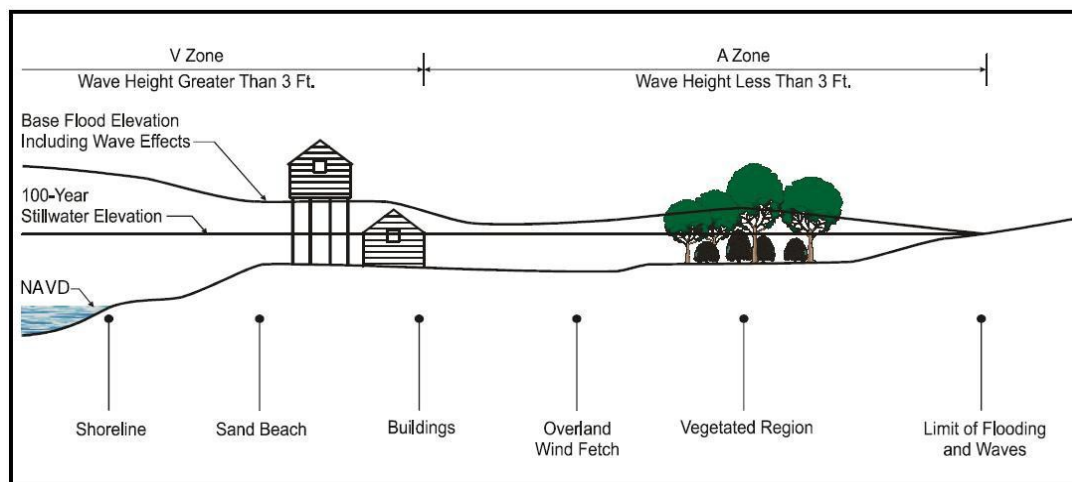 V Zone
Wave Height Greater Than 3 Ft.
A Zone
Wave Height Less Than 3 Ft.
Base Flood Elevation
Including Wave Effects
100-Year
Stillwater Elevation
NAVD
Shoreline
Sand Beach
Buildings
Overland
Wind Fetch
Vegetated Region
Limit of Flooding
and Waves